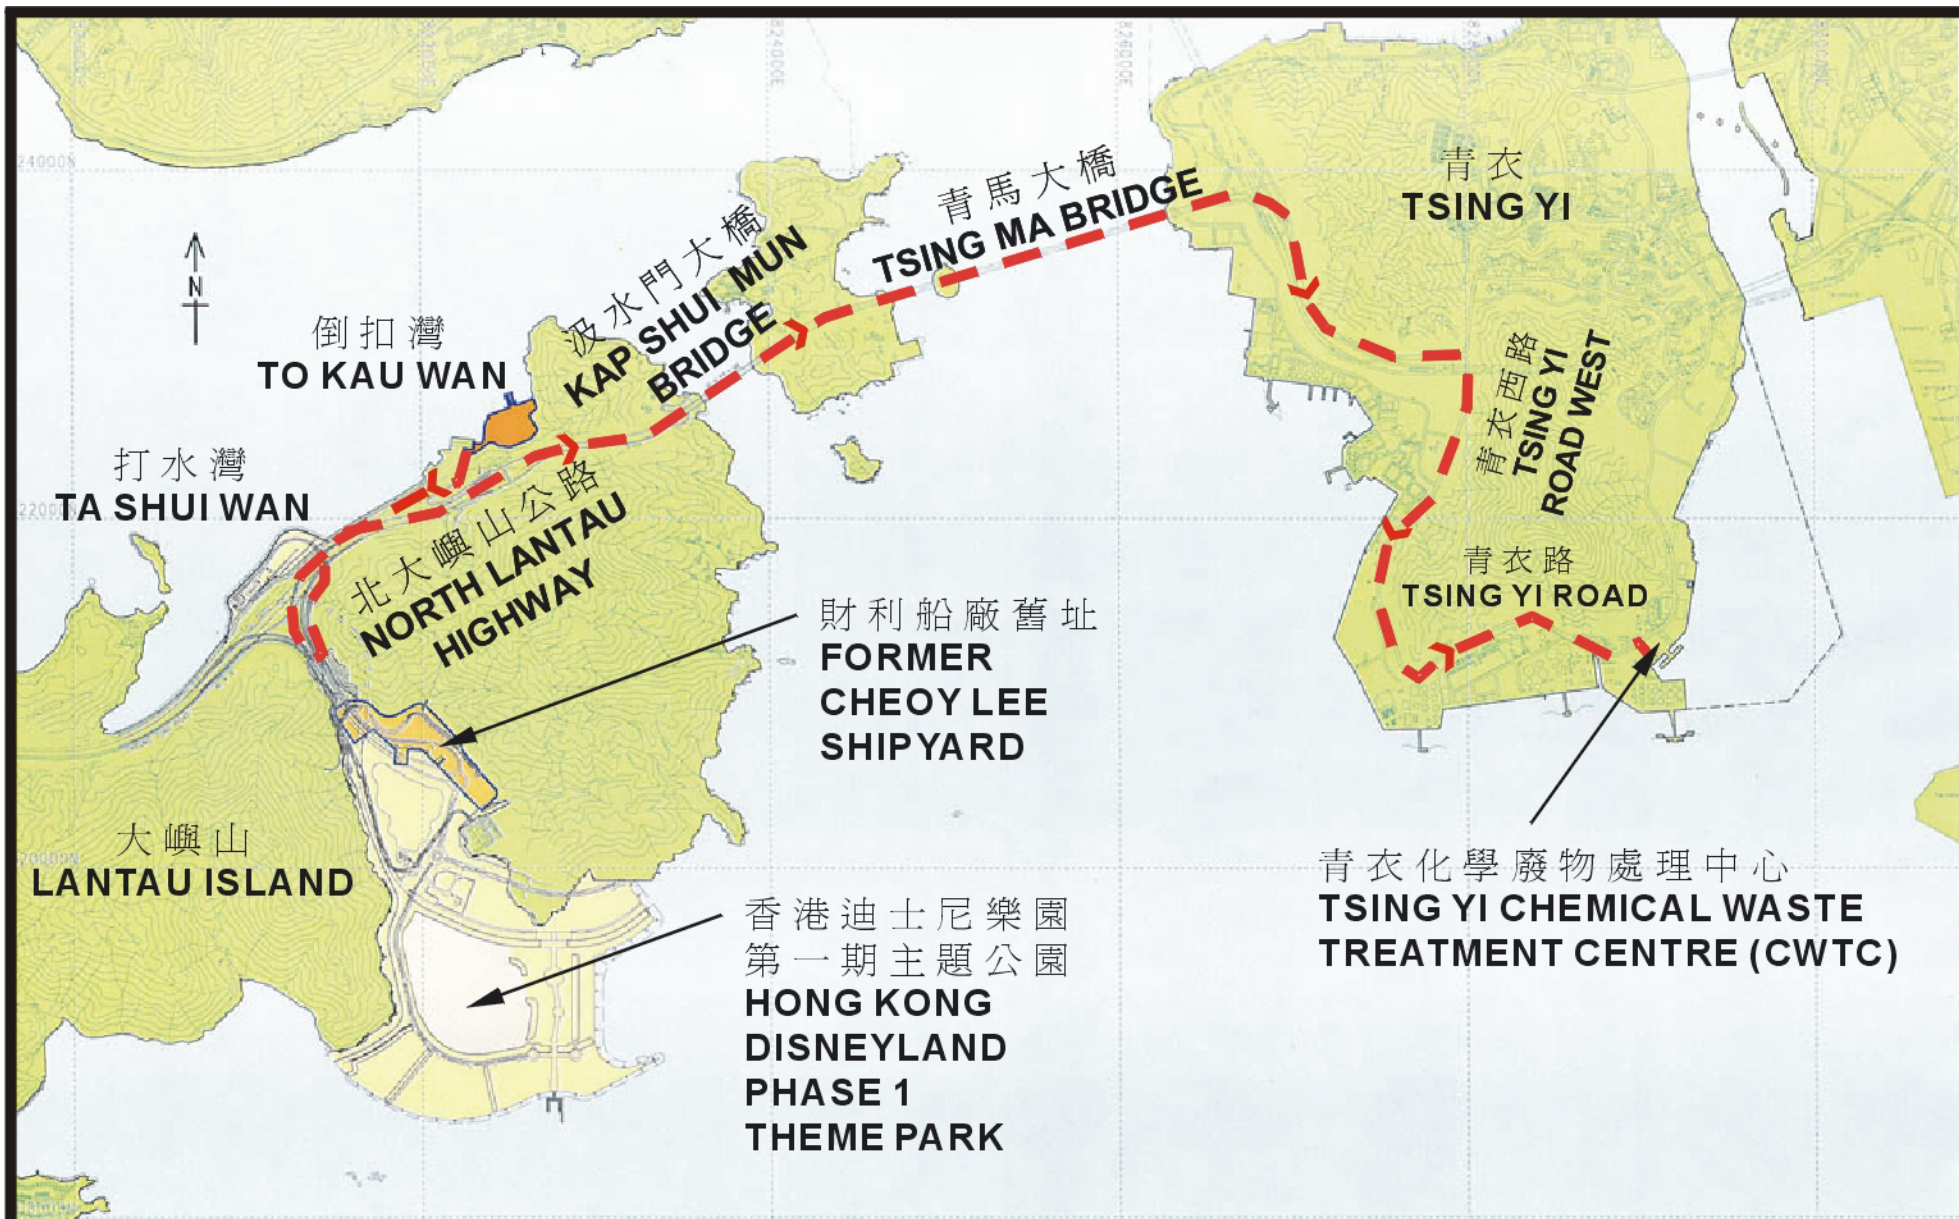 824000E
826000E
24000N
青衣
TSING YI
青馬大橋
TSING MA BRIDGE
汲水門大橋
KAP SHUI MUN
BRIDGE
N
倒扣灣
TO KAU WAN
青衣西路
TSING YI
ROAD WEST
打水灣
TA SHUI WAN
22000N
北大嶼山公路
NORTH LANTAU
HIGHWAY
青衣路
TSING YI ROAD
財利船廠舊址
FORMER
CHEOY LEE
SHIPYARD
大嶼山
LANTAU ISLAND
青衣化學廢物處理中心
TSING YI CHEMICAL WASTE
TREATMENT CENTRE (CWTC)
香港迪士尼樂園
第一期主題公園
HONG KONG
DISNEYLAND
PHASE 1
THEME PARK